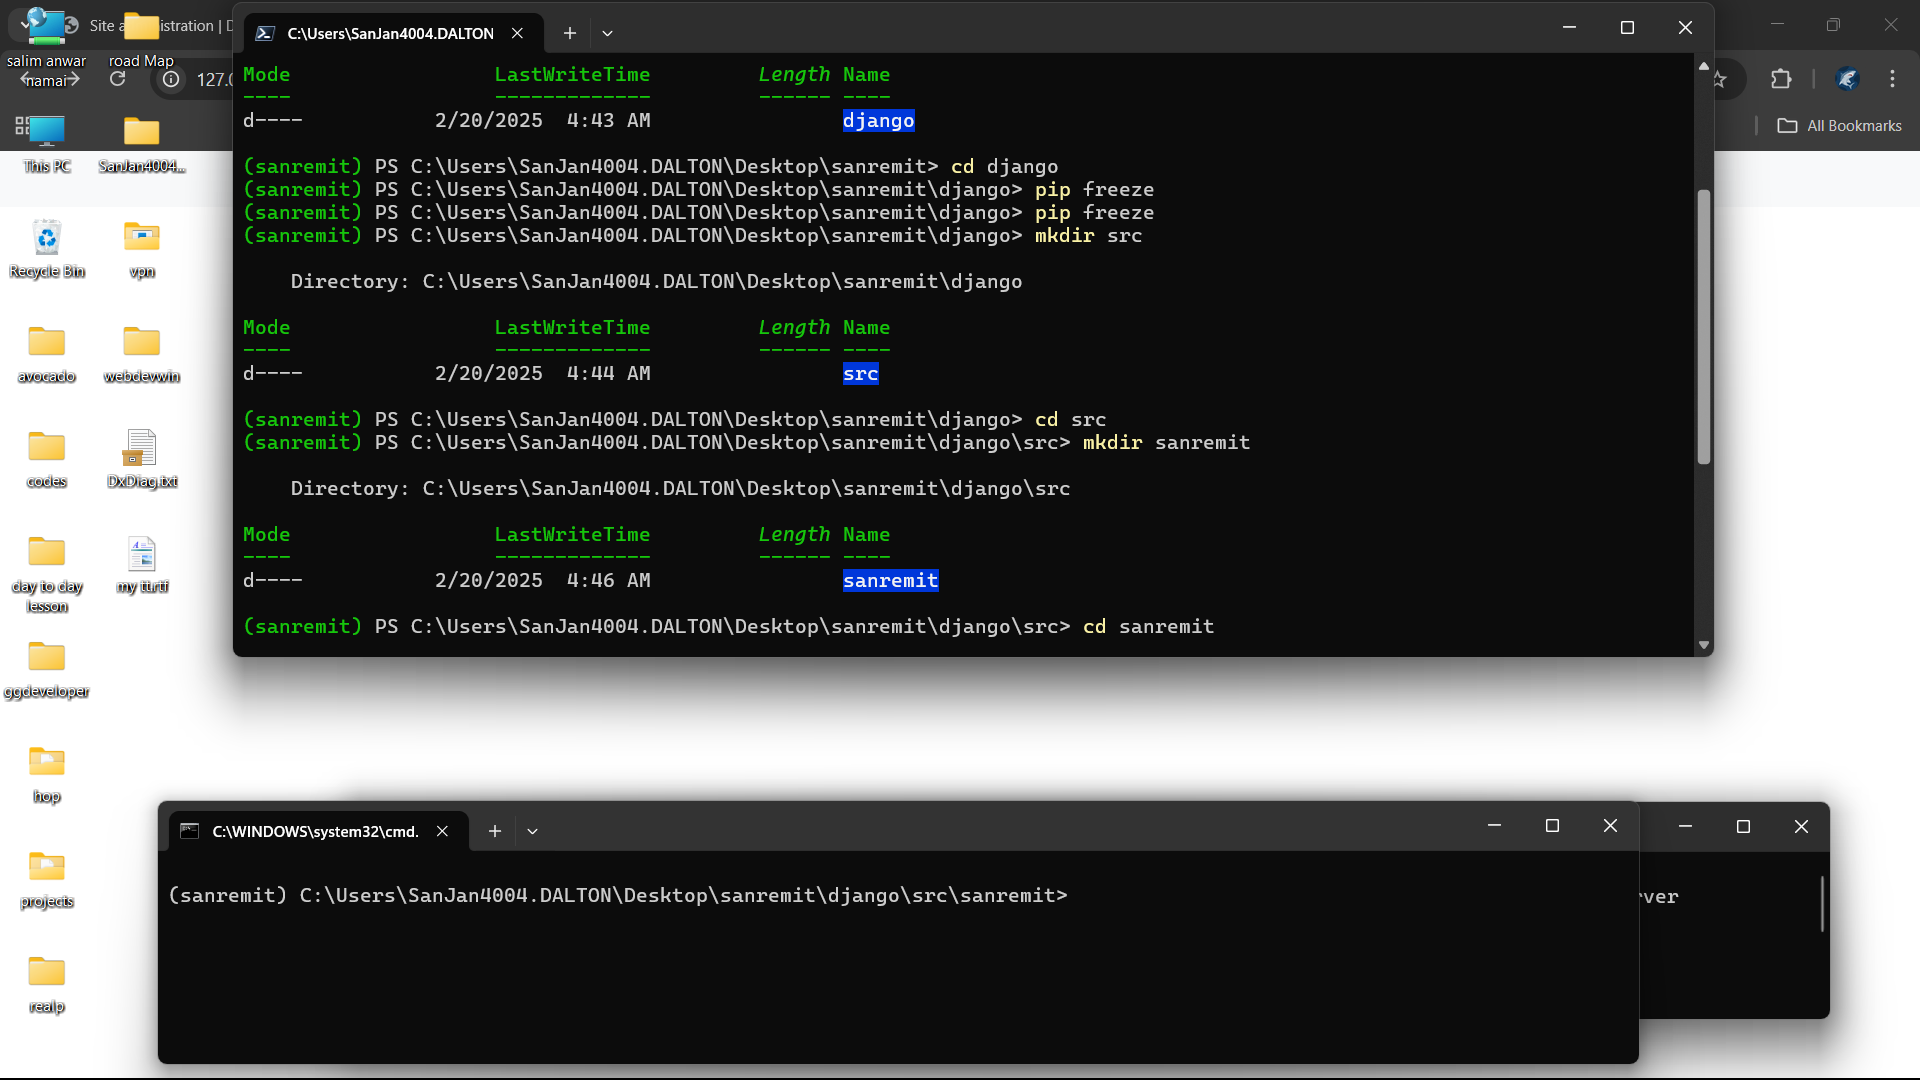 Site a
istration | D
127.0
All Bookmarks
salim anwar
namai
road Map
This PC
SanJan4004...
Recycle Bin
vpn
avocado
webdevwin
codes
DxDiag.txt
day to day
lesson
my ttrtf
ggdeveloper
hop
projects
realp
C:\Users\SanJan4004.DALTON
Mode                 LastWriteTime         Length Name
----                 -------------         ------ ----
d----           2/20/2025  4:43 AM                django
(sanremit) PS C:\Users\SanJan4004.DALTON\Desktop\sanremit> cd django
(sanremit) PS C:\Users\SanJan4004.DALTON\Desktop\sanremit\django> pip freeze
(sanremit) PS C:\Users\SanJan4004.DALTON\Desktop\sanremit\django> pip freeze
(sanremit) PS C:\Users\SanJan4004.DALTON\Desktop\sanremit\django> mkdir src
Directory: C:\Users\SanJan4004.DALTON\Desktop\sanremit\django
Mode                 LastWriteTime         Length Name
----                 -------------         ------ ----
d----           2/20/2025  4:44 AM                src
(sanremit) PS C:\Users\SanJan4004.DALTON\Desktop\sanremit\django> cd src
(sanremit) PS C:\Users\SanJan4004.DALTON\Desktop\sanremit\django\src> mkdir sanremit
Directory: C:\Users\SanJan4004.DALTON\Desktop\sanremit\django\src
Mode                 LastWriteTime         Length Name
----                 -------------         ------ ----
d----           2/20/2025  4:46 AM                sanremit
(sanremit) PS C:\Users\SanJan4004.DALTON\Desktop\sanremit\django\src> cd sanremit
C:\WINDOWS\system32\cmd.
(sanremit) C:\Users\SanJan4004.DALTON\Desktop\sanremit\django\src\sanremit>
rver